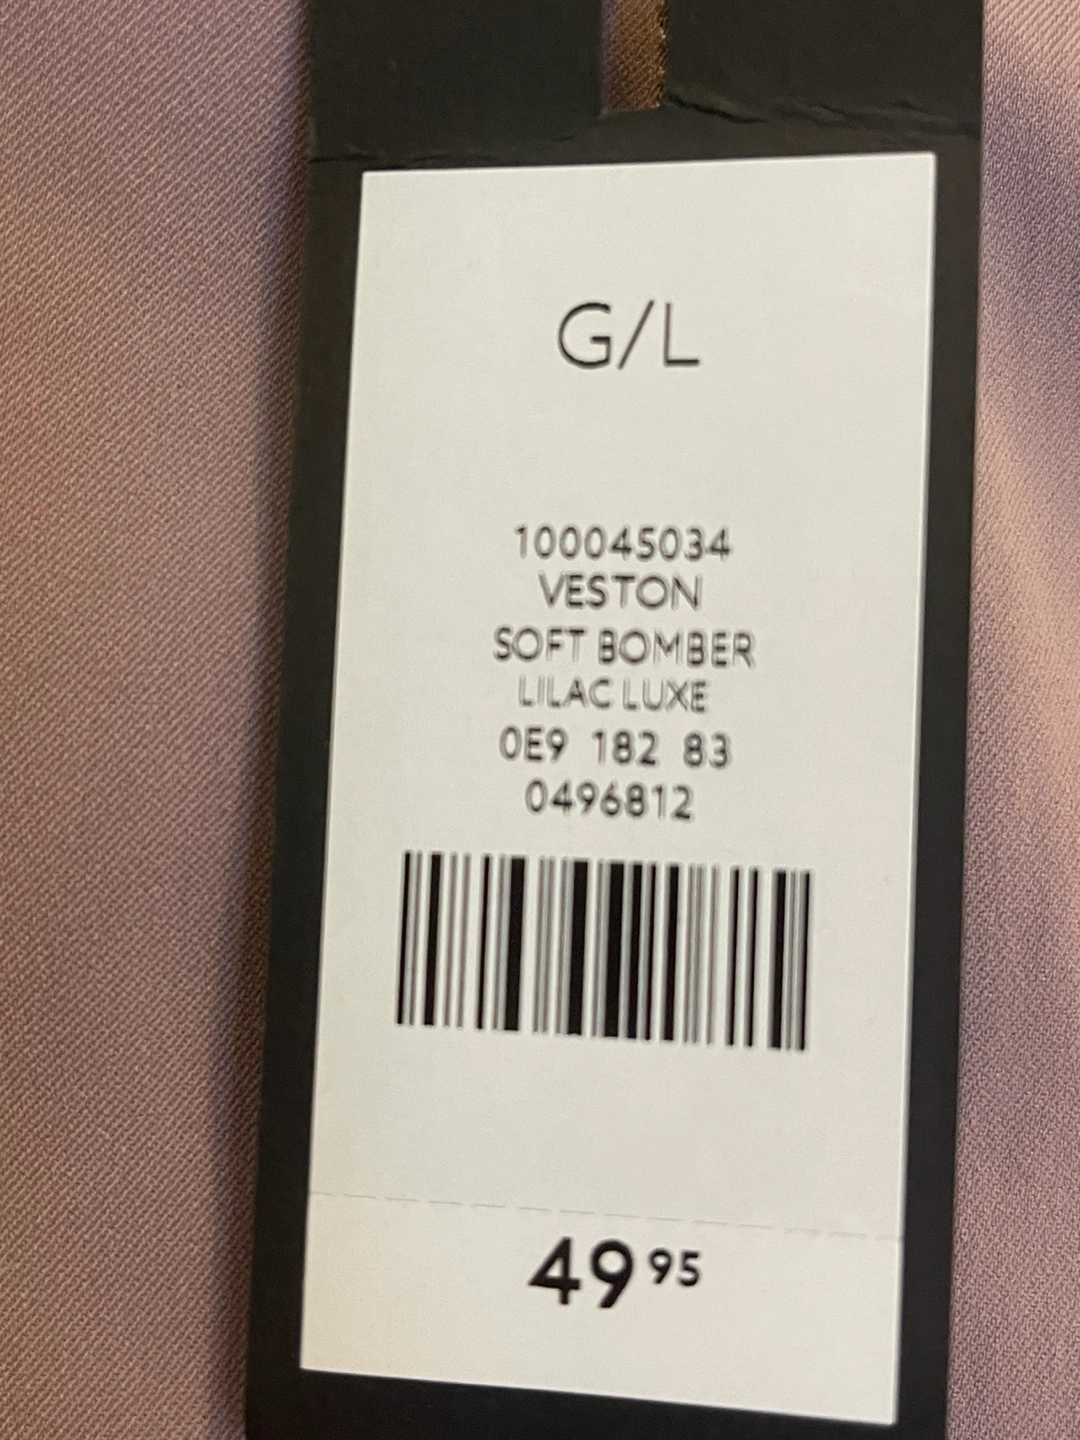 G/L
100045034
VESTON
SOFT BOMBER
LILAC LUXE
0E9 182 83
0496812
49 95